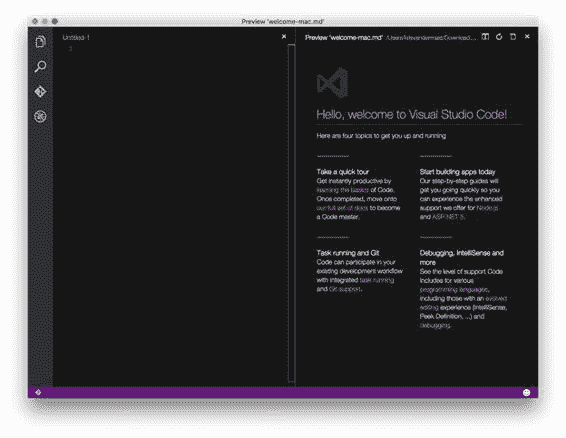 Preview 'welcome-mac.md'
Untitled-1
1
Preview 'welcome-mac.md'
Hello, welcome to Visual Studio Code!
Here are four topics to get you up and running
Take a quick tour
Get instantly productive by
learning the basics of Code.
Once completed, move onto
our full set of docs to become
a Code master.
Start building apps today
Our step-by-step guides will
get you going quickly so you
can experience the enhanced
support we offer for Node.js
and ASP.NET 5.
Task running and Git
Code can participate in your
existing development workflow
with integrated task running
and Git support.
Debugging, IntelliSense and
more
See the level of support Code
includes for various
programming languages,
including those with an evolved
editing experience (IntelliSense,
Peek Definition, ...) and
debugging.